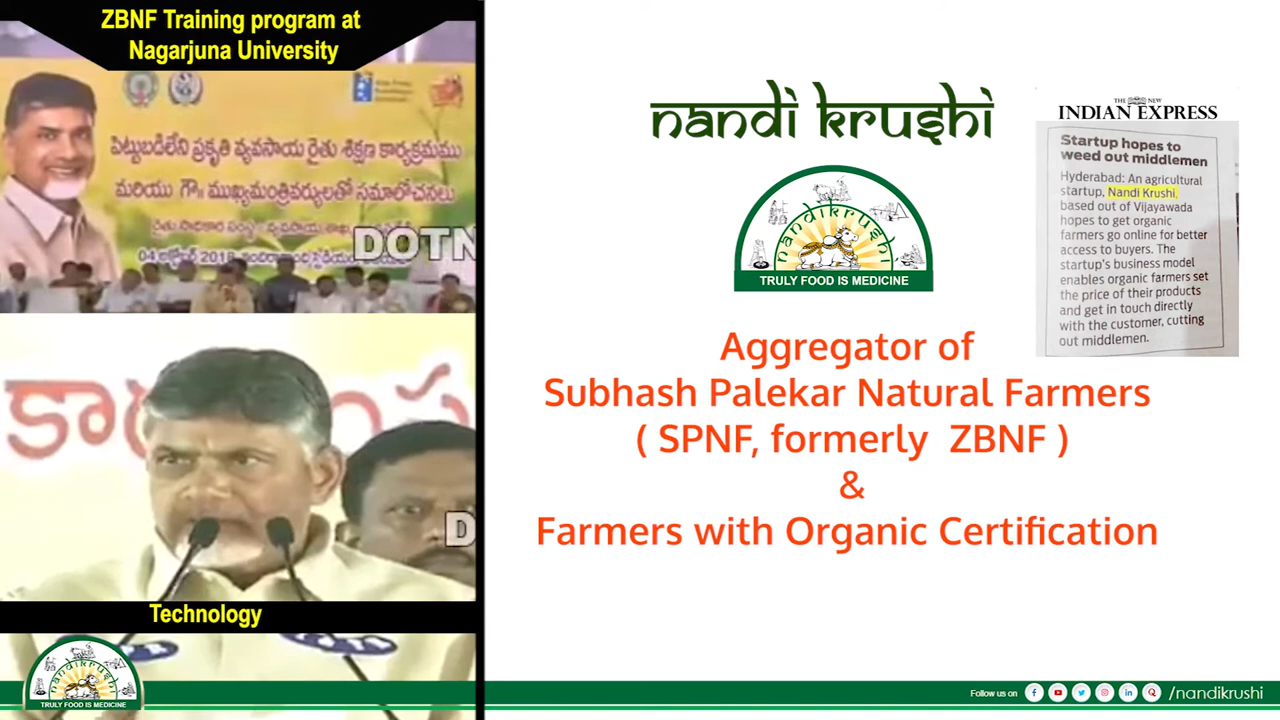 ZBNF Training program at
Nagarjuna University
పెట్టుబడిలేని ప్రకృతి వ్యవసాయ రైతు శిక్షణ కార్యక్రమము
మరియు గౌ॥ ముఖ్యమంత్రివర్యులతో సమాలోచనలు
రైతు సాధికార సంస్థ
వ్యవసాయ శాఖ
DOTN
D
Technology
nandikrushi
TRULY FOOD IS MEDICINE
nandi krushi
nandikrushi
TRULY FOOD IS MEDICINE
THE NEW
INDIAN EXPRESS
Startup hopes to
weed out middlemen
Hyderabad: An agricultural
startup, Nandi Krushi,
based out of Vijayawada
hopes to get organic
farmers go online for better
access to buyers. The
startup's business model
enables organic farmers set
the price of their products
and get in touch directly
with the customer, cutting
out middlemen.
Aggregator of
Subhash Palekar Natural Farmers
( SPNF, formerly ZBNF )
&
Farmers with Organic Certification
Follow us on
/nandikrushi